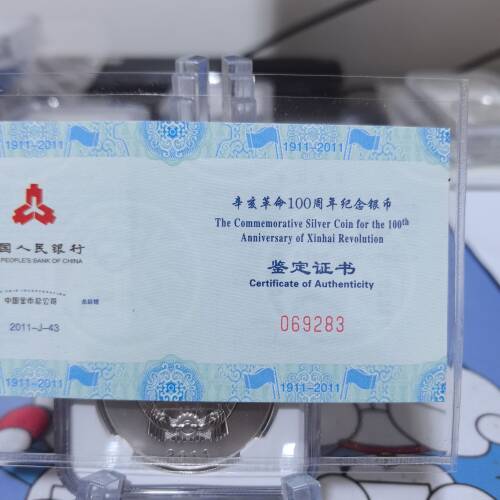 1911-2011
1911-2011
国人民银行
PEOPLE'S BANK OF CHINA
中国金币总公司
2011-J-43
辛亥革命100周年纪念银币
The Commemorative Silver Coin for the 100th
Anniversary of Xinhai Revolution
鉴定证书
Certificate of Authenticity
069283
1911-2011
1911-2011